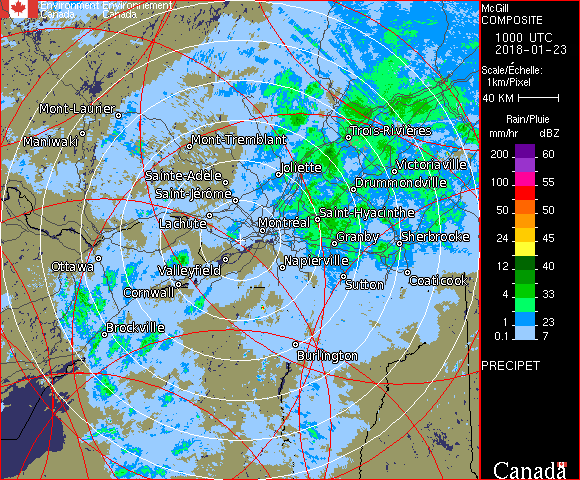 Environment Environnement
Canada Canada
McGill
COMPOSITE
1000 UTC
2018-01-23
Scale/Échelle:
1km/Pixel
40 KM
Rain/Pluie
mm/hr dBZ
200 60
100 55
50 50
24 45
12 40
4 33
1 23
0.1 7
PRECIPET
Canada
Mont-Laurier
Maniwaki
Mont-Tremblant
Trois-Rivières
Sainte-Adèle
Joliette
Victoriaville
Saint-Jérôme
Drummondville
Lachute
Saint-Hyacinthe
Montréal
Granby
Sherbrooke
Ottawa
Valleyfield
Napierville
Cornwall
Sutton
Coaticook
Brockville
Burlington